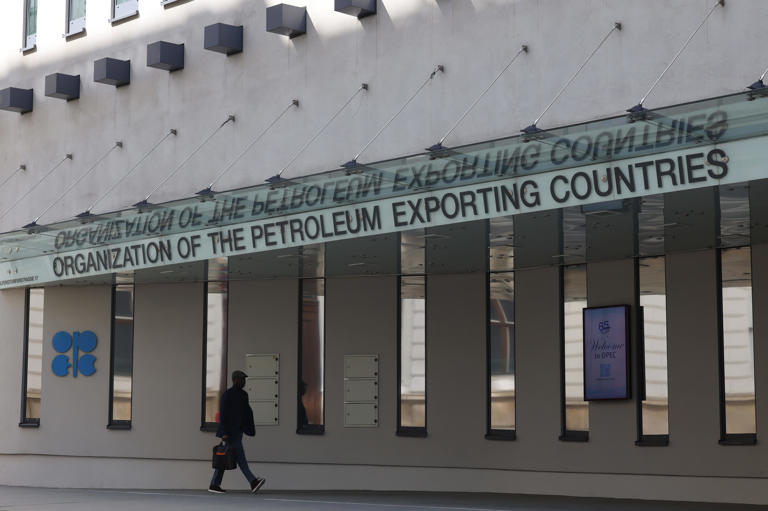 ORGANIZATION OF THE PETROLEUM EXPORTING COUNTRIES
65
Welcome
to OPEC